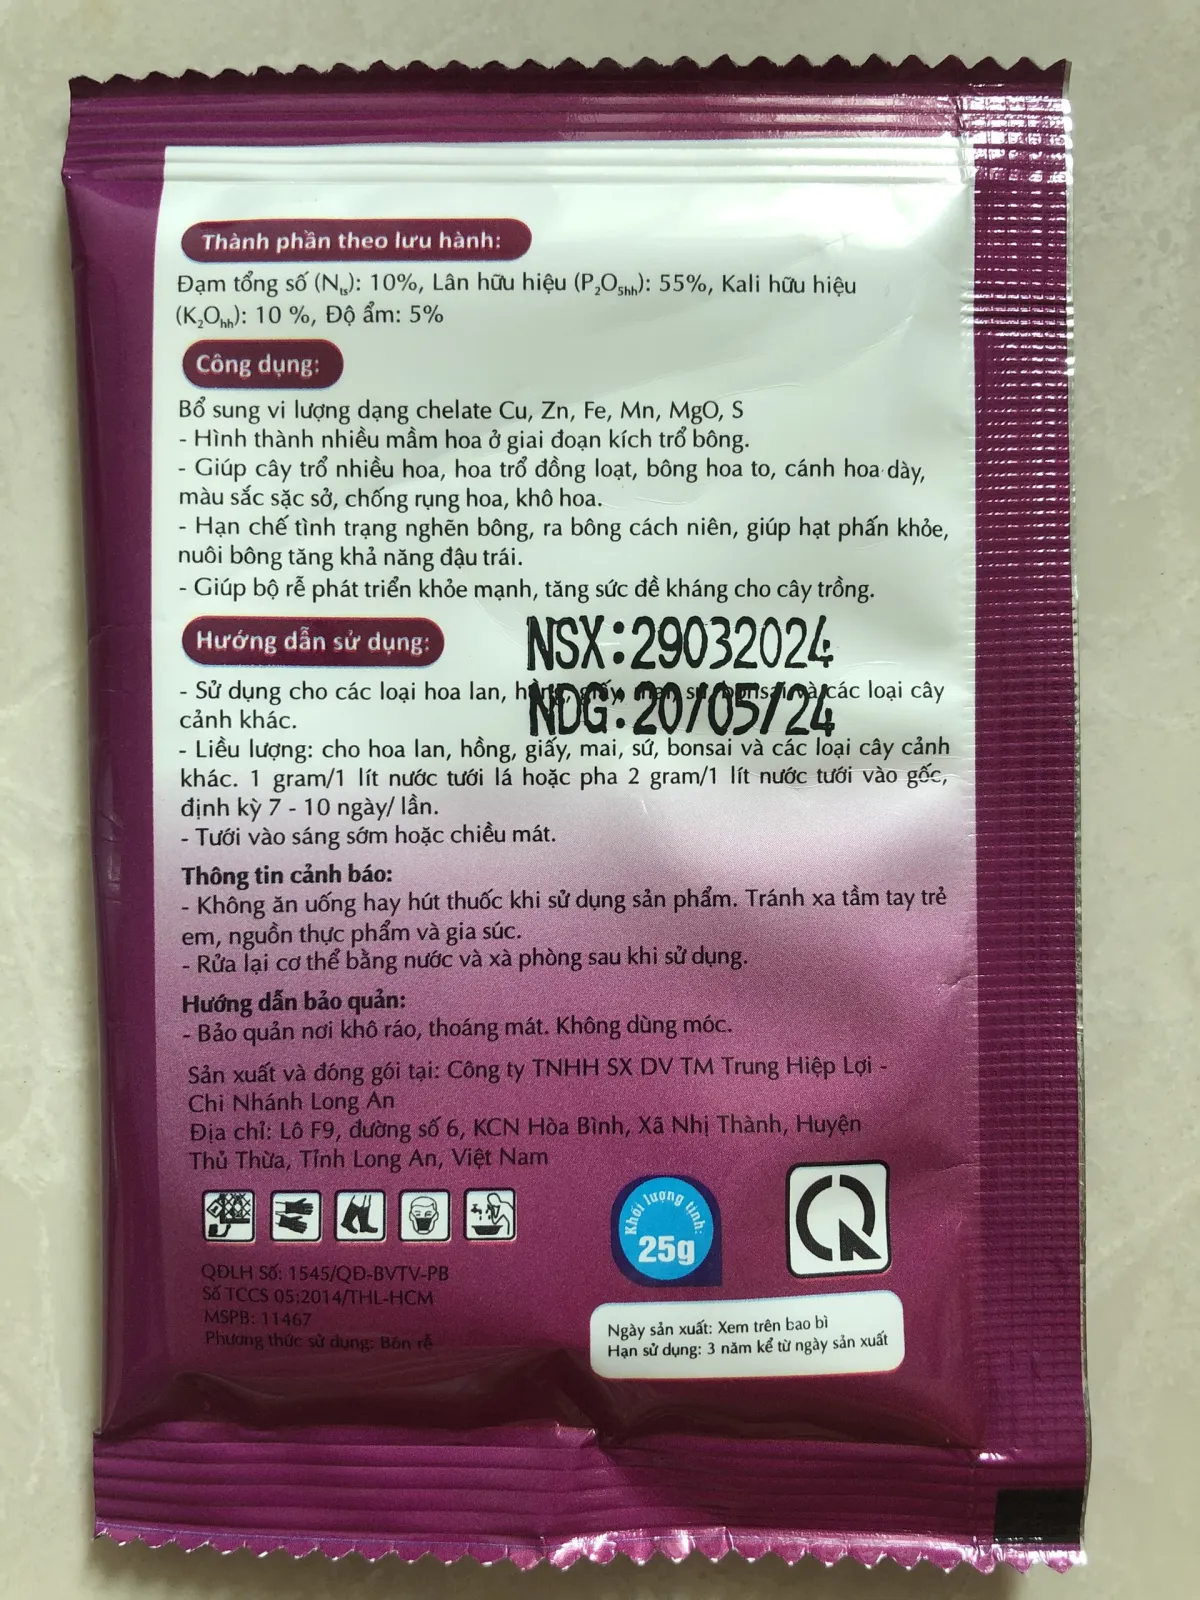 Thành phần theo lưu hành:
Đạm tổng số (Nts): 10%, Lân hữu hiệu (P2O5hh): 55%, Kali hữu hiệu
(K2Ohh): 10 %, Độ ẩm: 5%
Công dụng:
Bổ sung vi lượng dạng chelate Cu, Zn, Fe, Mn, MgO, S
- Hình thành nhiều mầm hoa ở giai đoạn kích trổ bông.
- Giúp cây trổ nhiều hoa, hoa trổ đồng loạt, bông hoa to, cánh hoa dày,
màu sắc sặc sở, chống rụng hoa, khô hoa.
- Hạn chế tình trạng nghẽn bông, ra bông cách niên, giúp hạt phấn khỏe,
nuôi bông tăng khả năng đậu trái.
- Giúp bộ rễ phát triển khỏe mạnh, tăng sức đề kháng cho cây trồng.
Hướng dẫn sử dụng:
NSX:29032024
- Sử dụng cho các loại hoa lan, hồng, giấy, mai, sứ, bonsai và các loại cây
NDG:20/05/24
cảnh khác.
- Liều lượng: cho hoa lan, hồng, giấy, mai, sứ, bonsai và các loại cây cảnh
khác. 1 gram/1 lít nước tưới lá hoặc pha 2 gram/1 lít nước tưới vào gốc,
định kỳ 7 - 10 ngày/ lần.
- Tưới vào sáng sớm hoặc chiều mát.
Thông tin cảnh báo:
- Không ăn uống hay hút thuốc khi sử dụng sản phẩm. Tránh xa tầm tay trẻ
em, nguồn thực phẩm và gia súc.
- Rửa lại cơ thể bằng nước và xà phòng sau khi sử dụng.
Hướng dẫn bảo quản:
- Bảo quản nơi khô ráo, thoáng mát. Không dùng móc.
Sản xuất và đóng gói tại: Công ty TNHH SX DV TM Trung Hiệp Lợi -
Chi Nhánh Long An
Địa chỉ: Lô F9, đường số 6, KCN Hòa Bình, Xã Nhị Thành, Huyện
Thủ Thừa, Tỉnh Long An, Việt Nam
Khối lượng tịnh:
25g
QĐLH Số: 1545/QĐ-BVTV-PB
Số TCCS 05:2014/THL-HCM
MSPB: 11467
Phương thức sử dụng: Bón rễ
Ngày sản xuất: Xem trên bao bì
Hạn sử dụng: 3 năm kể từ ngày sản xuất